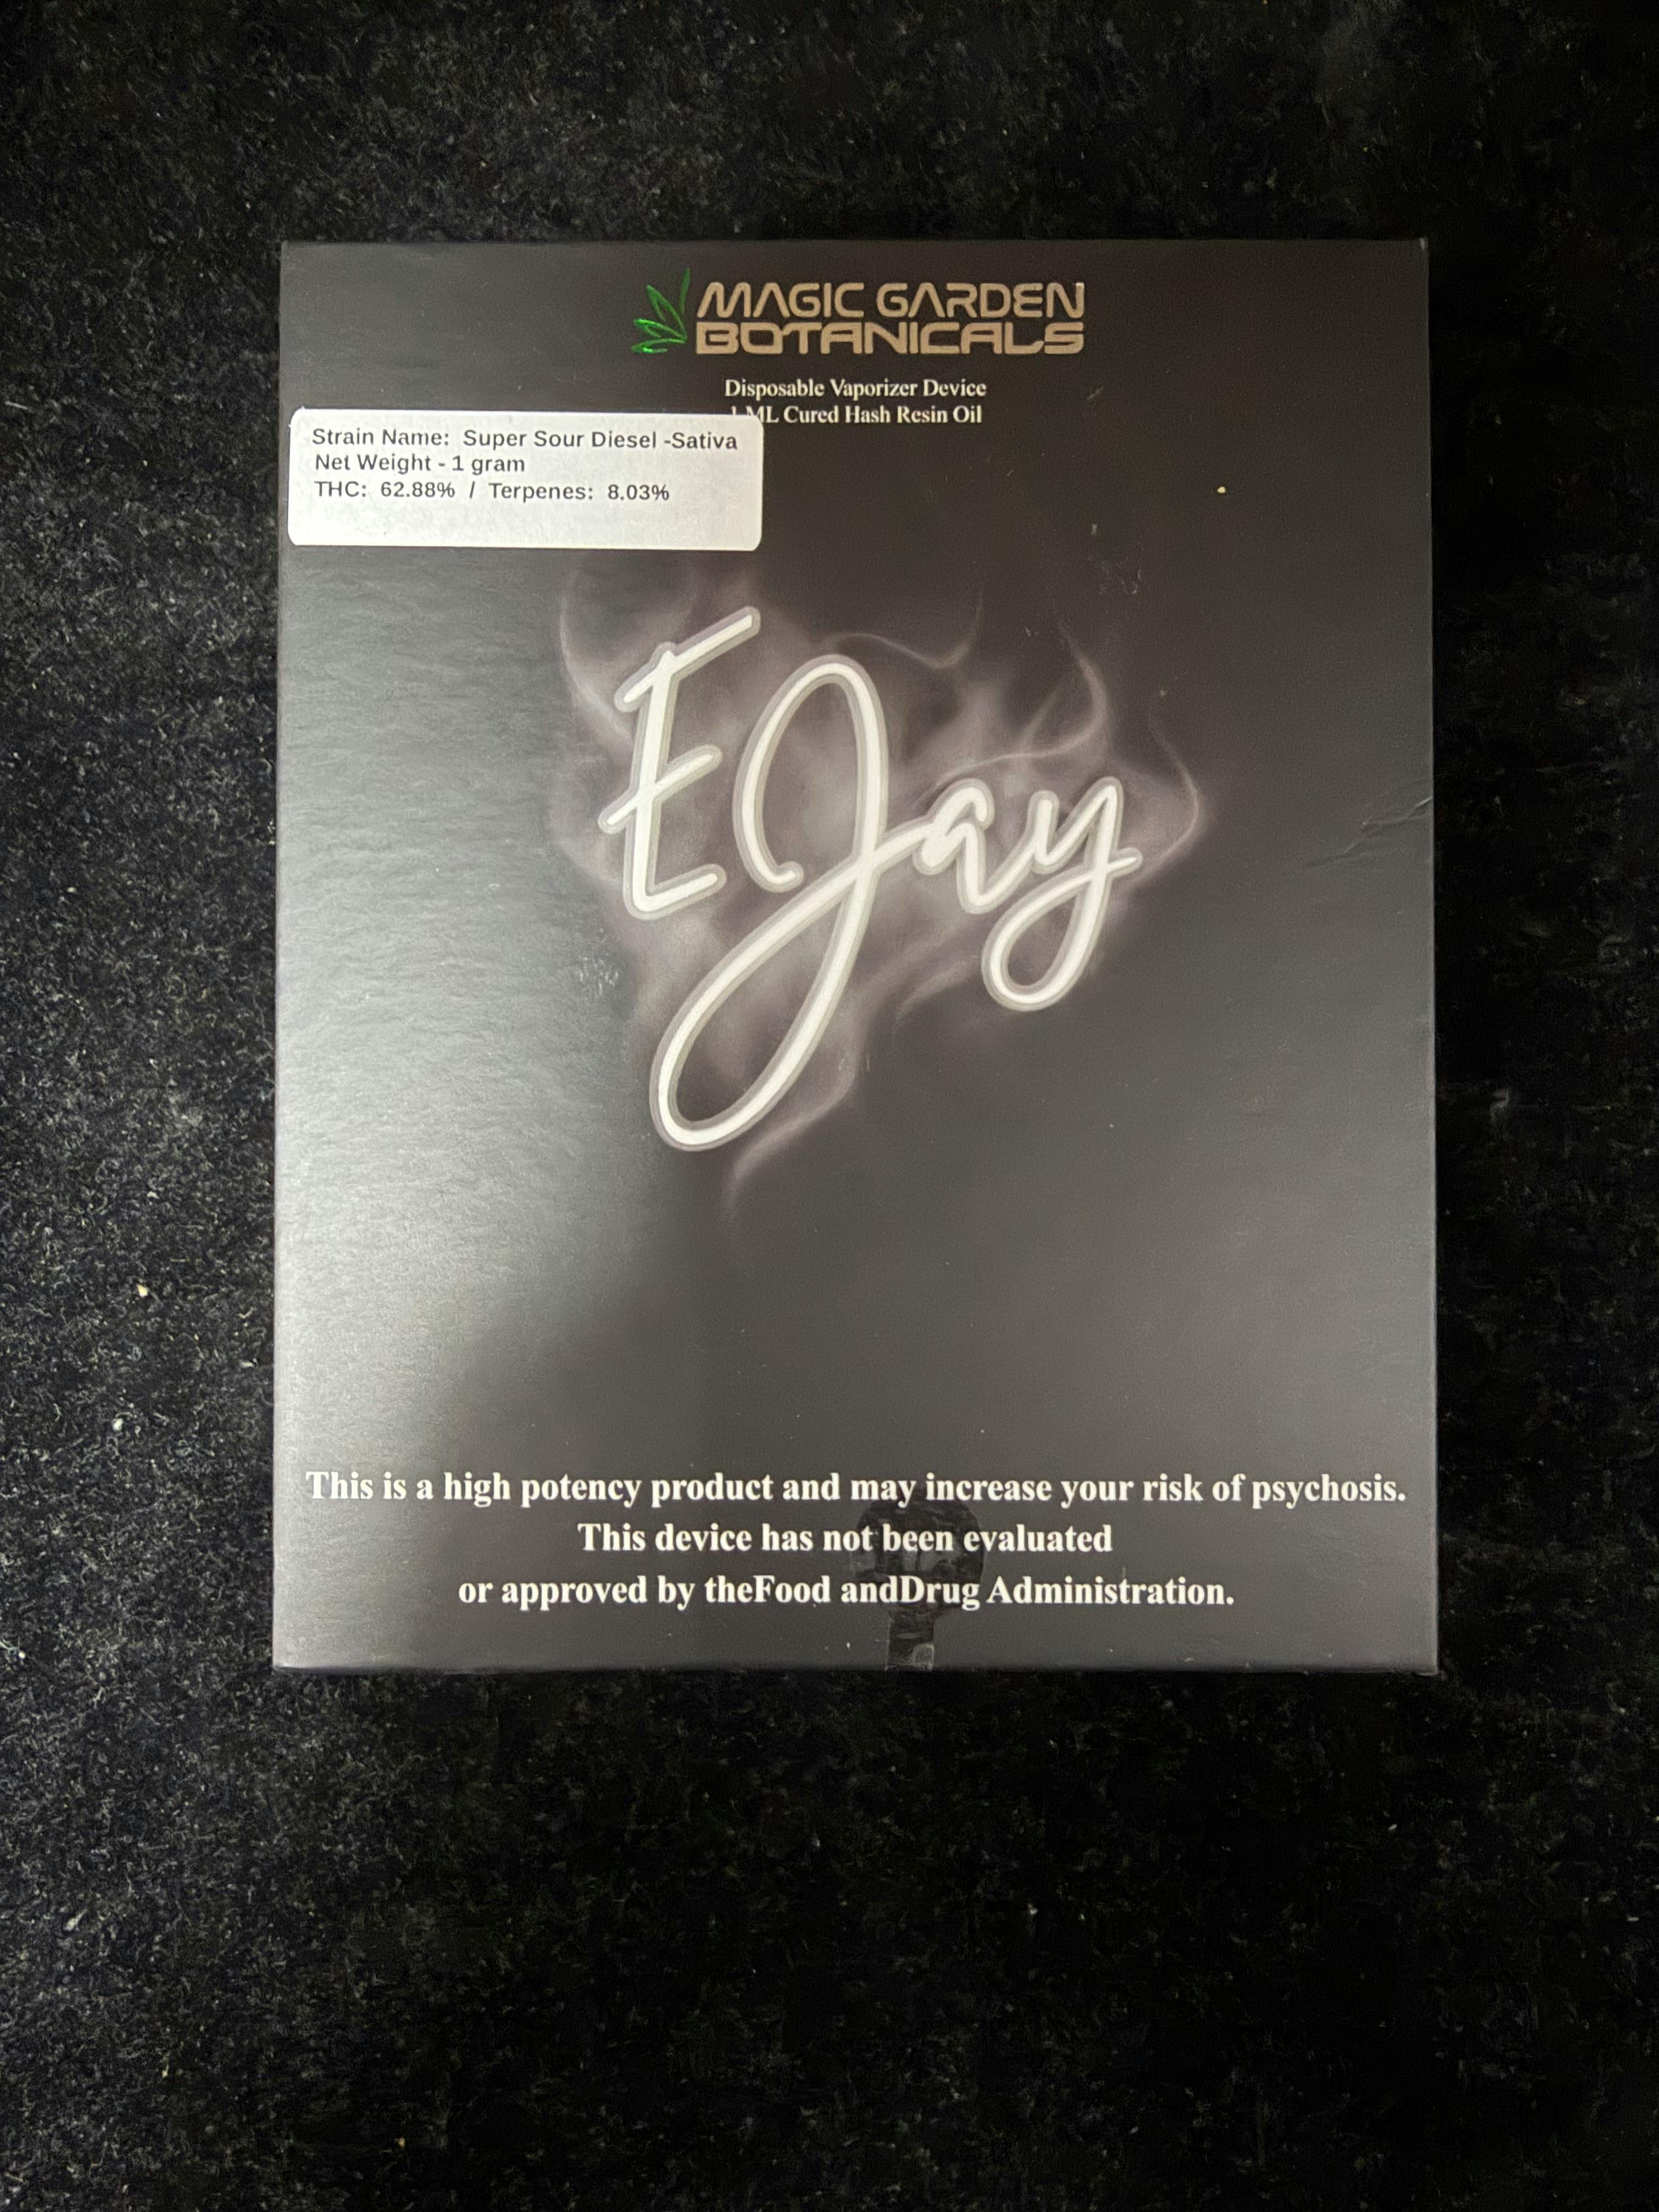 MAGIC GARDEN
BOTANICALS
Disposable Vaporizer Device
1 ML Cured Hash Resin Oil
Strain Name: Super Sour Diesel -Sativa
Net Weight - 1 gram
THC: 62.88% / Terpenes: 8.03%
EJay
This is a high potency product and may increase your risk of psychosis.
This device has not been evaluated
or approved by theFood andDrug Administration.